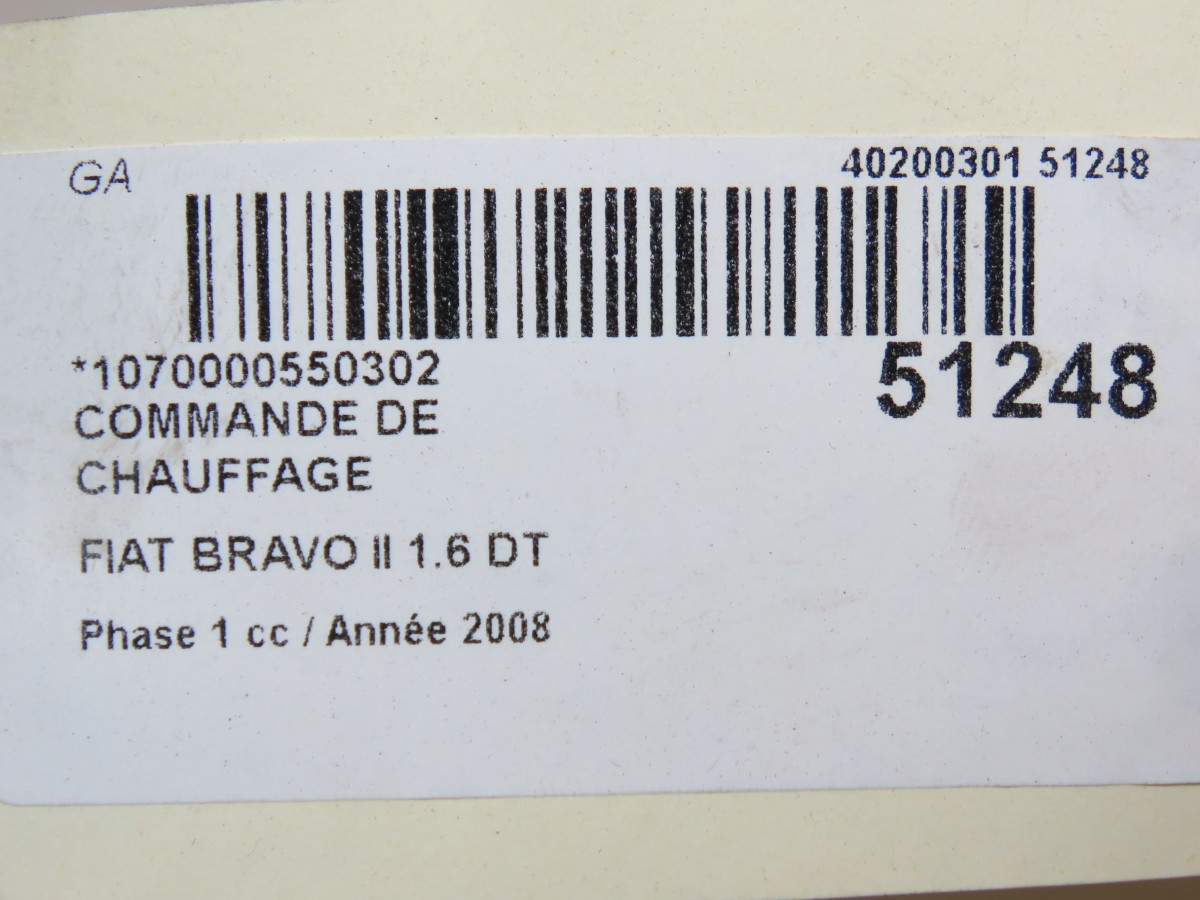 GA
40200301 51248
*1070000550302
51248
COMMANDE DE
CHAUFFAGE
FIAT BRAVO II 1.6 DT
Phase 1 cc / Année 2008